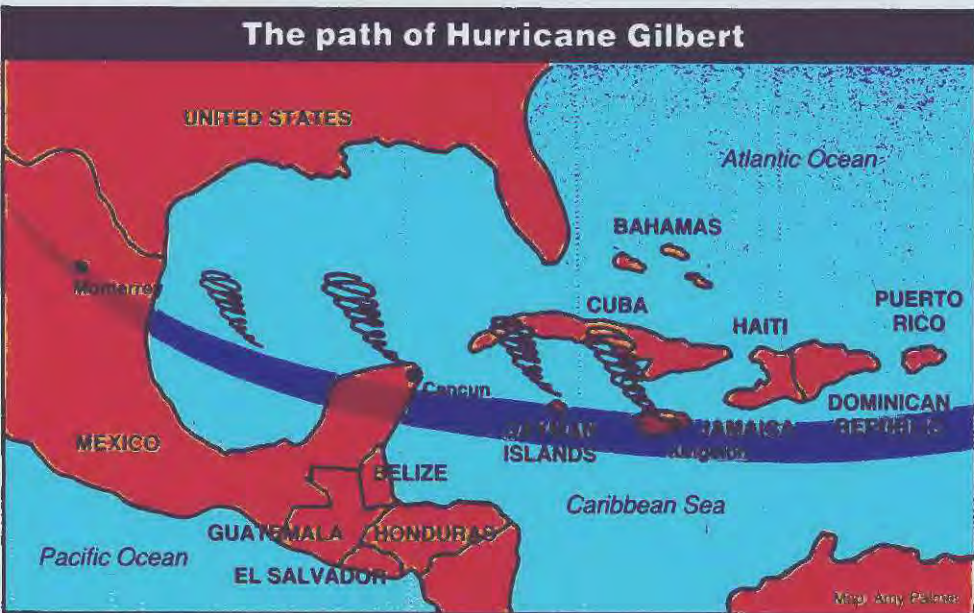 The path of Hurricane Gilbert
UNITED STATES
Atlantic Ocean
BAHAMAS
Monterrey
CUBA
HAITI
PUERTO
RICO
Cancun
DOMINICAN
REPUBLIC
CAYMAN
ISLANDS
JAMAICA
Kingston
MEXICO
BELIZE
Caribbean Sea
GUATEMALA
HONDURAS
Pacific Ocean
EL SALVADOR
Map: Amy Palmer